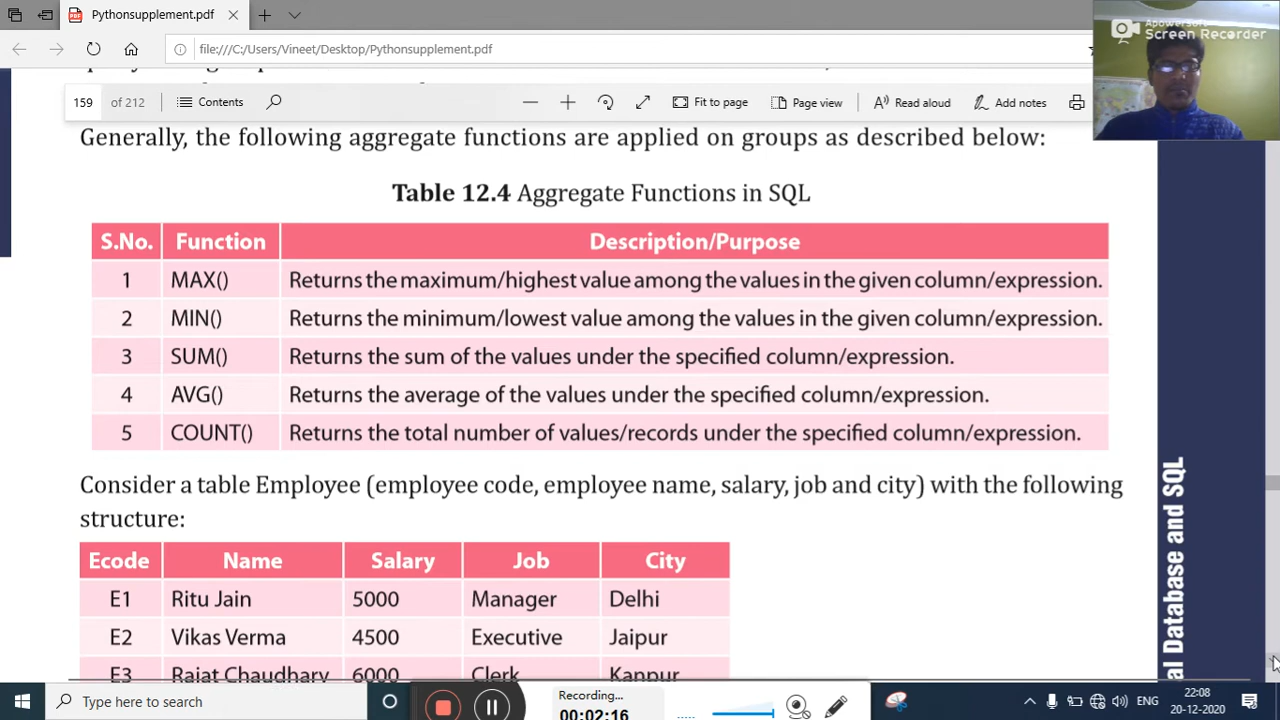 Pythonsupplement.pdf
file:///C:/Users/Vineet/Desktop/Pythonsupplement.pdf
Apowersoft
Screen Recorder
159 of 212 Contents Fit to page Page view Read aloud Add notes
Generally, the following aggregate functions are applied on groups as described below:
Table 12.4 Aggregate Functions in SQL
S.No. Function Description/Purpose
1 MAX() Returns the maximum/highest value among the values in the given column/expression.
2 MIN() Returns the minimum/lowest value among the values in the given column/expression.
3 SUM() Returns the sum of the values under the specified column/expression.
4 AVG() Returns the average of the values under the specified column/expression.
5 COUNT() Returns the total number of values/records under the specified column/expression.
Consider a table Employee (employee code, employee name, salary, job and city) with the following
structure:
Ecode Name Salary Job City
E1 Ritu Jain 5000 Manager Delhi
E2 Vikas Verma 4500 Executive Jaipur
E3 Rajat Chaudhary 6000 Clerk Kanpur
al Database and SQL
Type here to search
Recording...
00:02:16
ENG
22:08
20-12-2020